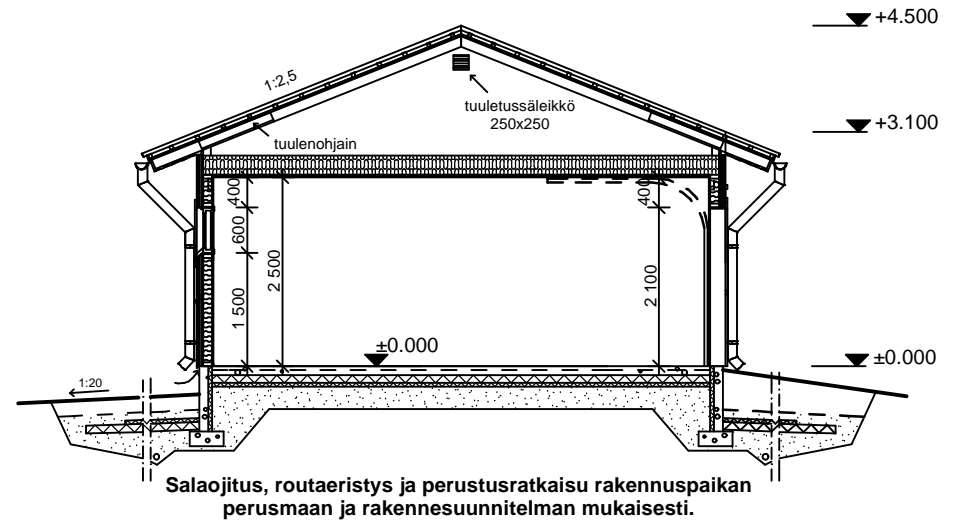 +4.500
1:2,5
tuuletussäleikkö
250x250
+3.100
tuulenohjain
400
400
600
2 500
1 500
2 100
±0.000
±0.000
1:20
Salaojitus, routaeristys ja perustusratkaisu rakennuspaikan
perusmaan ja rakennesuunnitelman mukaisesti.